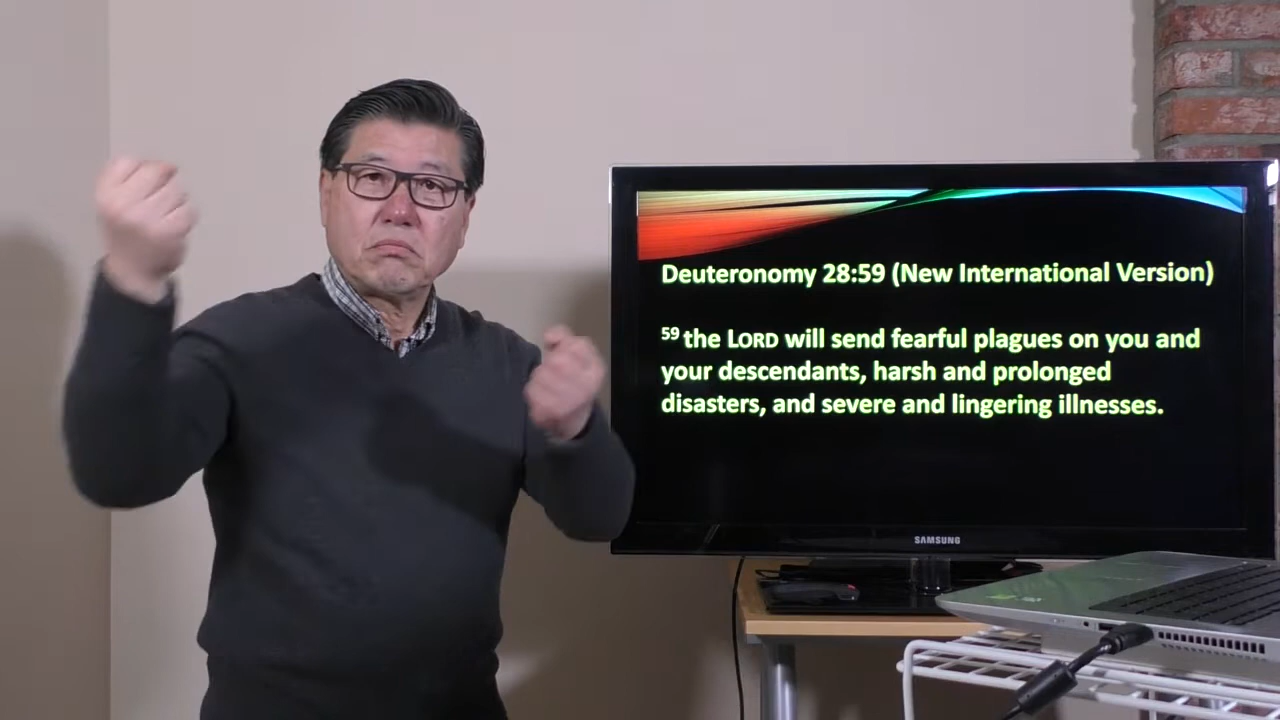 Deuteronomy 28:59 (New International Version)
59 the LORD will send fearful plagues on you and
your descendants, harsh and prolonged
disasters, and severe and lingering illnesses.
SAMSUNG